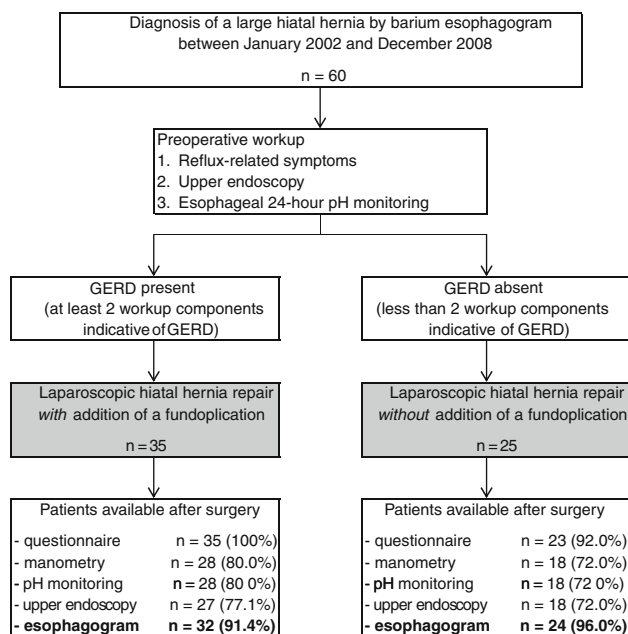 Diagnosis of a large hiatal hernia by barium esophagogram
between January 2002 and December 2008
n = 60
Preoperative workup
1. Reflux-related symptoms
2. Upper endoscopy
3. Esophageal 24-hour pH monitoring
GERD present
(at least 2 workup components
indicative of GERD)
GERD absent
(less than 2 workup components
indicative of GERD)
Laparoscopic hiatal hernia repair
with addition of a fundoplication
n = 35
Laparoscopic hiatal hernia repair
without addition of a fundoplication
n = 25
Patients available after surgery
- questionnaire n = 35 (100%)
- manometry n = 28 (80.0%)
- pH monitoring n = 28 (80 0%)
- upper endoscopy n = 27 (77.1%)
- esophagogram n = 32 (91.4%)
Patients available after surgery
- questionnaire n = 23 (92.0%)
- manometry n = 18 (72.0%)
- pH monitoring n = 18 (72 0%)
- upper endoscopy n = 18 (72.0%)
- esophagogram n = 24 (96.0%)